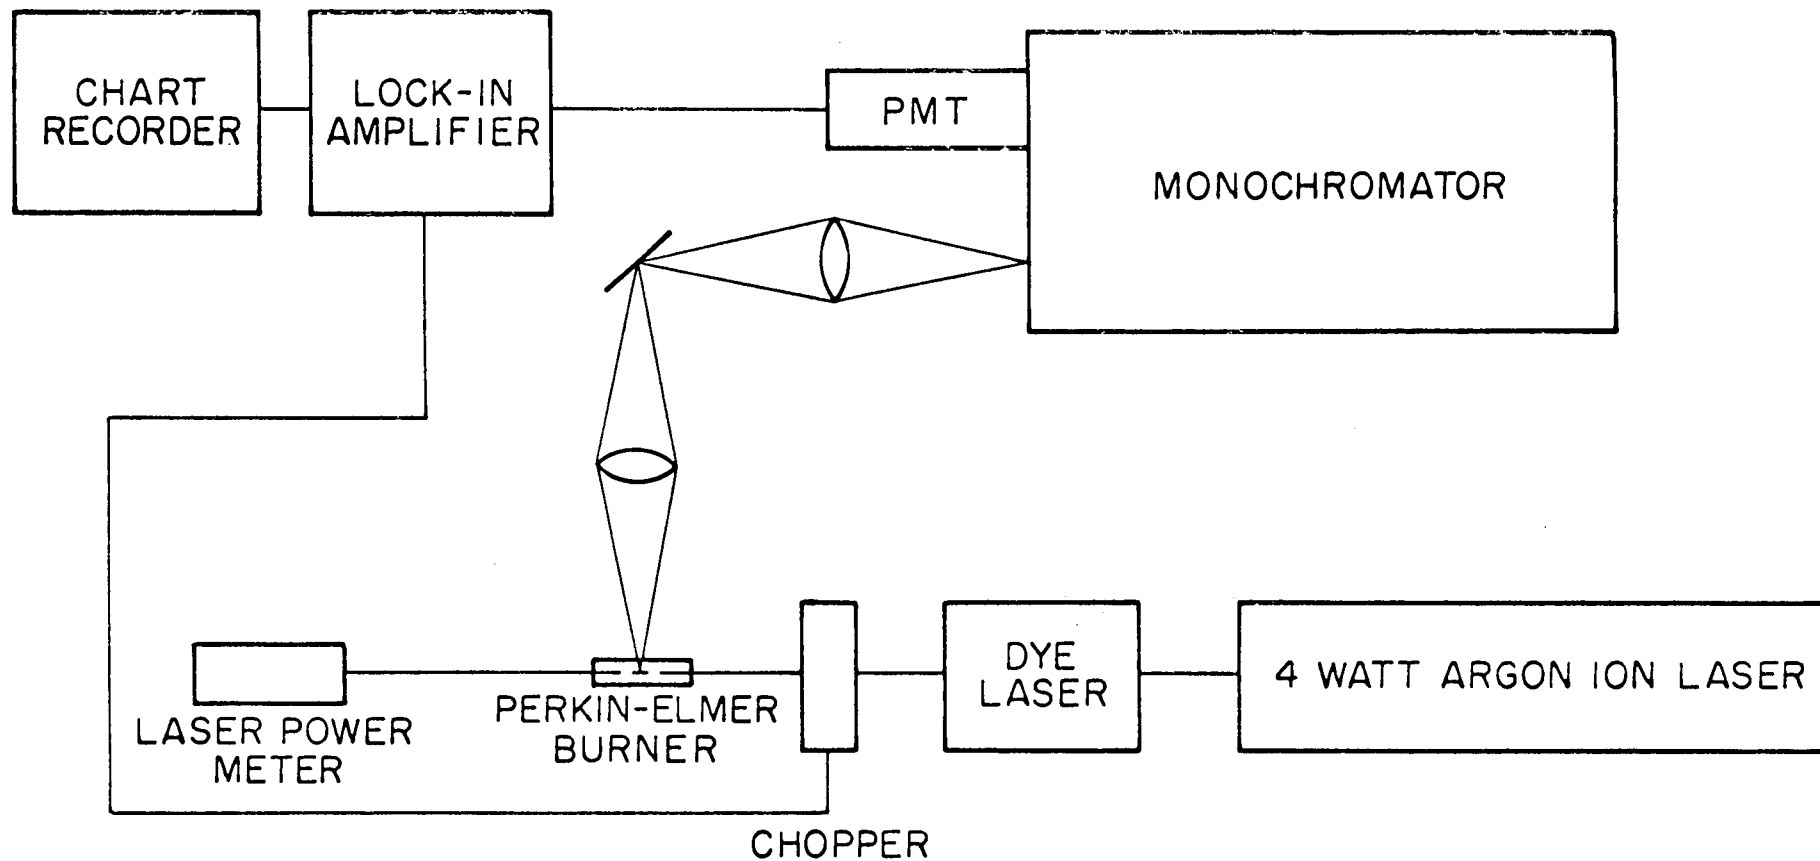 CHART
RECORDER
LOCK-IN
AMPLIFIER
PMT
MONOCHROMATOR
DYE
LASER
4 WATT ARGON ION LASER
PERKIN-ELMER
BURNER
LASER POWER
METER
CHOPPER